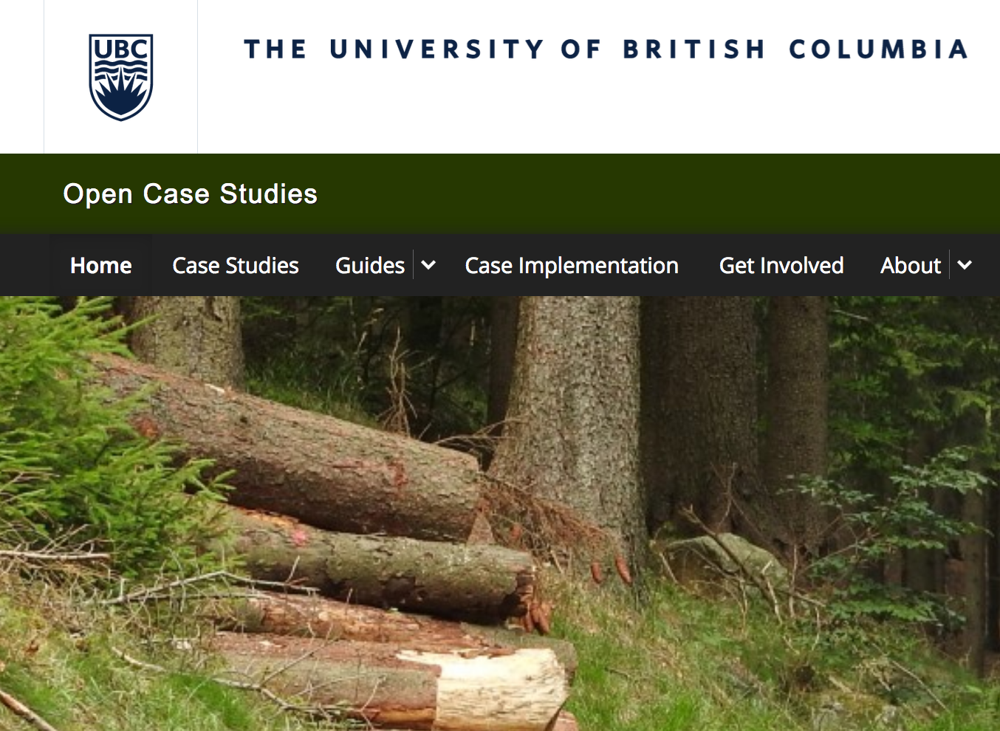 UBC
THE UNIVERSITY OF BRITISH COLUMBIA
Open Case Studies
Home Case Studies Guides Case Implementation Get Involved About